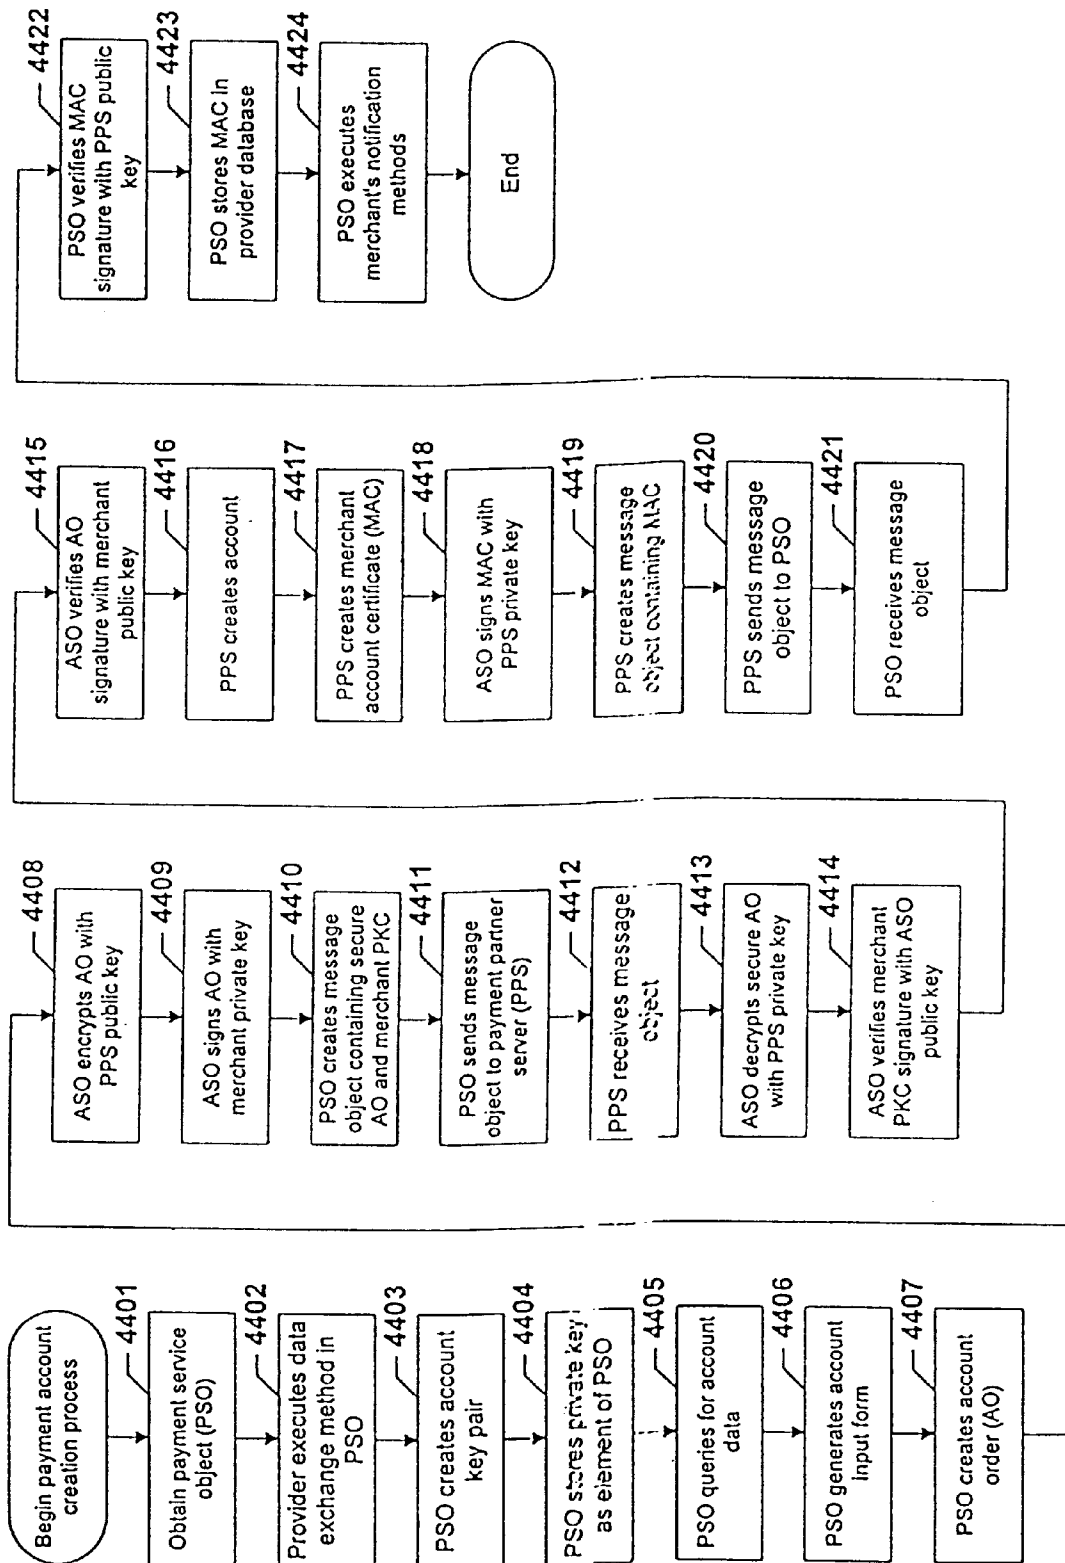 Begin payment account
creation process
4401
Obtain payment service
object (PSO)
4402
Provider executes data
exchange method in
PSO
4403
PSO creates account
key pair
4404
PSO stores private key
as element of PSO
4405
PSO queries for account
data
4406
PSO generates account
input form
4407
PSO creates account
order (AO)
4408
ASO encrypts AO with
PPS public key
4409
ASO signs AO with
merchant private key
4410
PSO creates message
object containing secure
AO and merchant PKC
4411
PSO sends message
object to payment partner
server (PPS)
4412
PPS receives message
object
4413
ASO decrypts secure AO
with PPS private key
4414
ASO verifies merchant
PKC signature with ASO
public key
4415
ASO verifies AO
signature with merchant
public key
4416
PPS creates account
4417
PPS creates merchant
account certificate (MAC)
4418
ASO signs MAC with
PPS private key
4419
PPS creates message
object containing MAC
4420
PPS sends message
object to PSO
4421
PSO receives message
object
4422
PSO verifies MAC
signature with PPS public
key
4423
PSO stores MAC in
provider database
4424
PSO executes
merchant's notification
methods
End